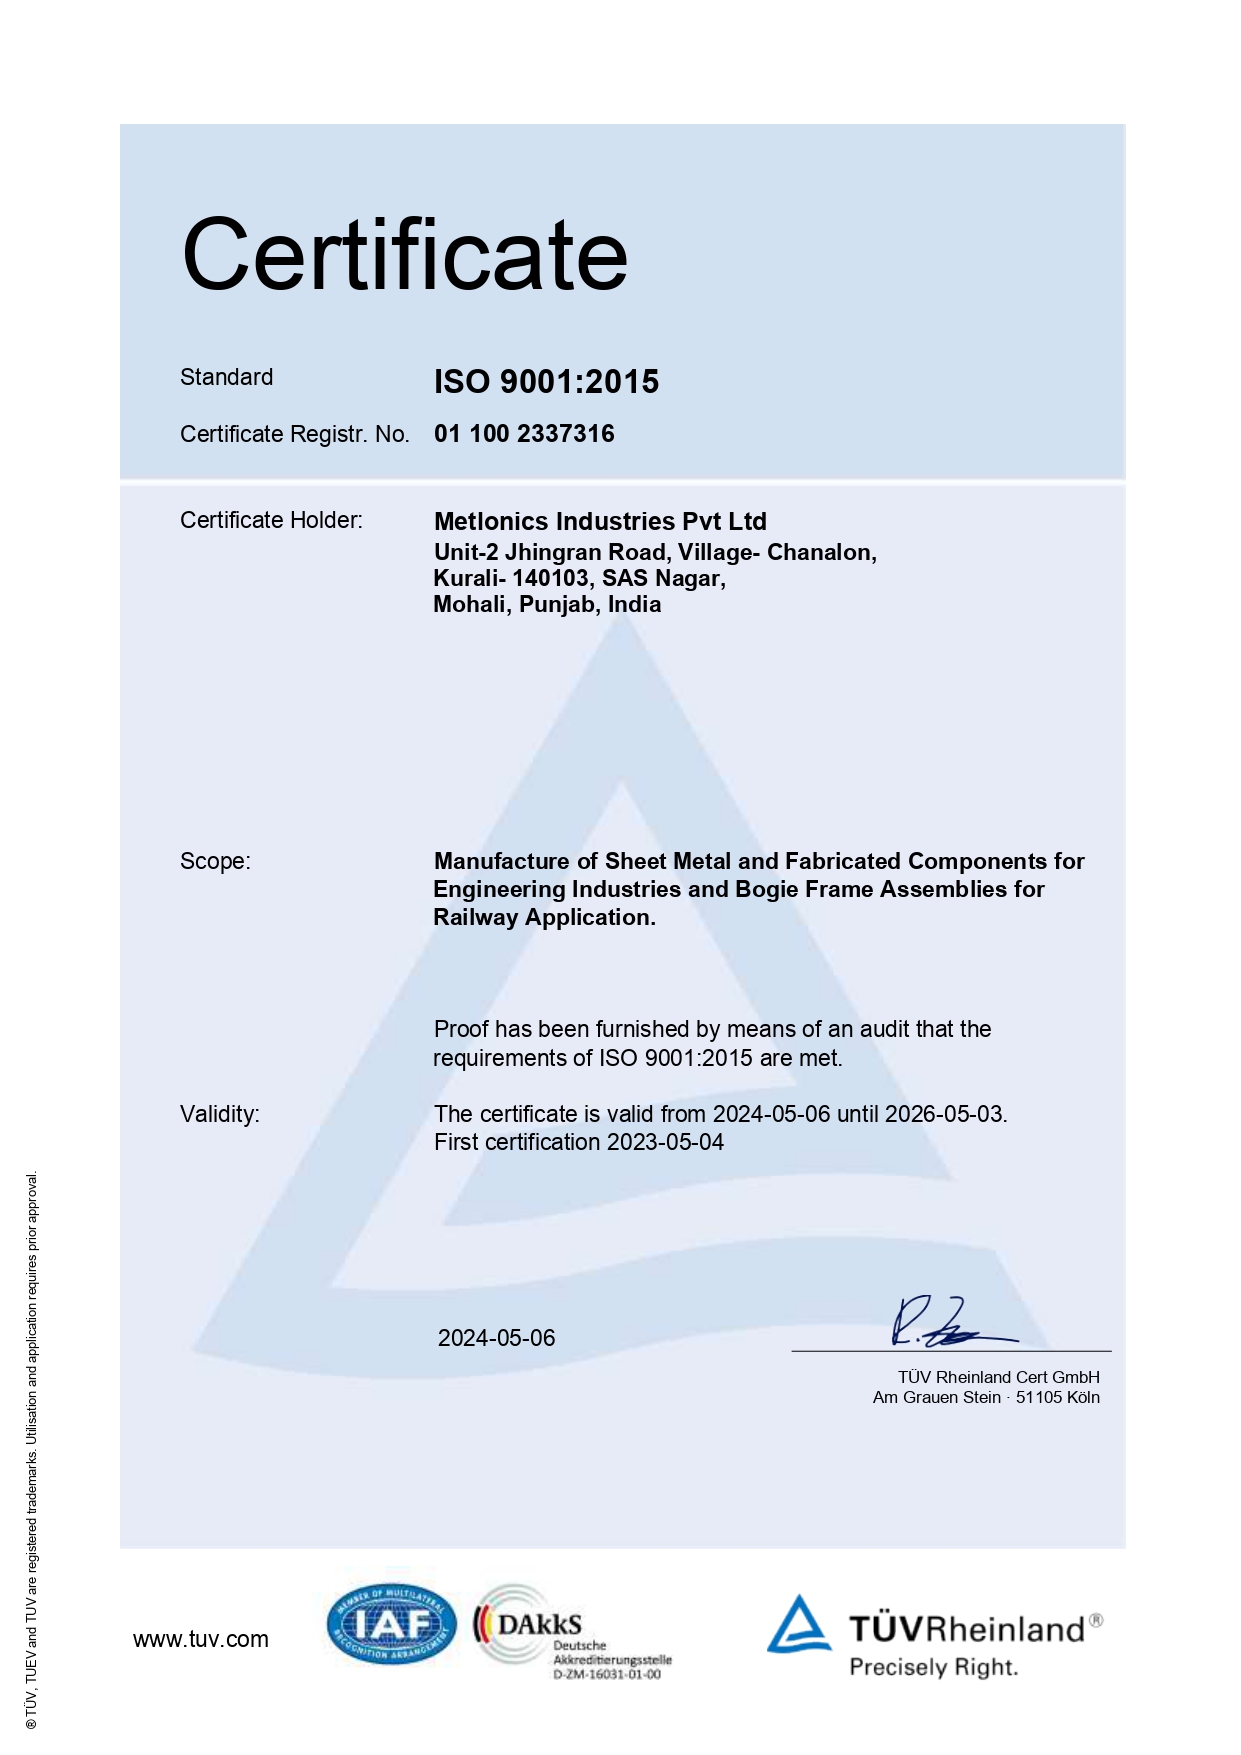 Certificate
Standard
ISO 9001:2015
Certificate Registr. No.
01 100 2337316
Certificate Holder:
Metlonics Industries Pvt Ltd
Unit-2 Jhingran Road, Village- Chanalon,
Kurali- 140103, SAS Nagar,
Mohali, Punjab, India
Scope:
Manufacture of Sheet Metal and Fabricated Components for
Engineering Industries and Bogie Frame Assemblies for
Railway Application.
Proof has been furnished by means of an audit that the
requirements of ISO 9001:2015 are met.
Validity:
The certificate is valid from 2024-05-06 until 2026-05-03.
First certification 2023-05-04
2024-05-06
TÜV Rheinland Cert GmbH
Am Grauen Stein · 51105 Köln
® TÜV, TUEV and TUV are registered trademarks. Utilisation and application requires prior approval.
www.tuv.com
MEMBER OF MULTILATERAL
IAF
RECOGNITION ARRANGEMENT
DAkkS
Deutsche
Akkreditierungsstelle
D-ZM-16031-01-00
TÜVRheinland®
Precisely Right.